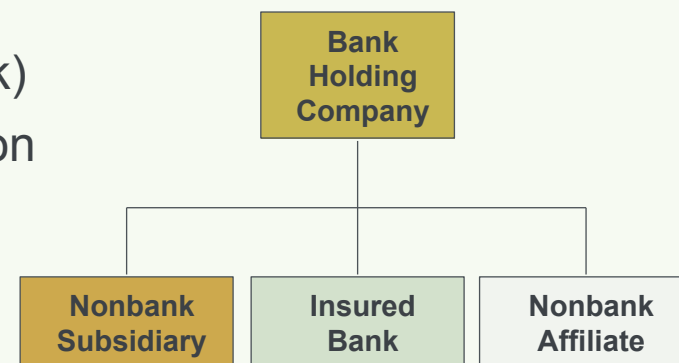 Bank
Holding
Company
k)
on
Nonbank
Subsidiary
Insured
Bank
Nonbank
Affiliate